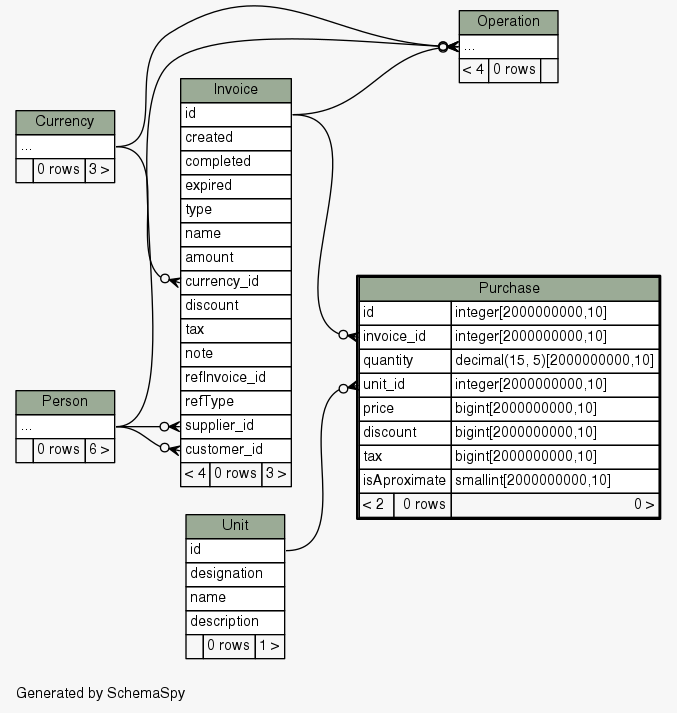 Operation
...
< 4 0 rows
Currency
...
0 rows 3 >
Invoice
id
created
completed
expired
type
name
amount
currency_id
discount
tax
note
refInvoice_id
refType
supplier_id
customer_id
< 4 0 rows 3 >
Purchase
id integer[2000000000,10]
invoice_id integer[2000000000,10]
quantity decimal(15, 5)[2000000000,10]
unit_id integer[2000000000,10]
price bigint[2000000000,10]
discount bigint[2000000000,10]
tax bigint[2000000000,10]
isAproximate smallint[2000000000,10]
< 2 0 rows 0 >
Person
...
0 rows 6 >
Unit
id
designation
name
description
0 rows 1 >
Generated by SchemaSpy